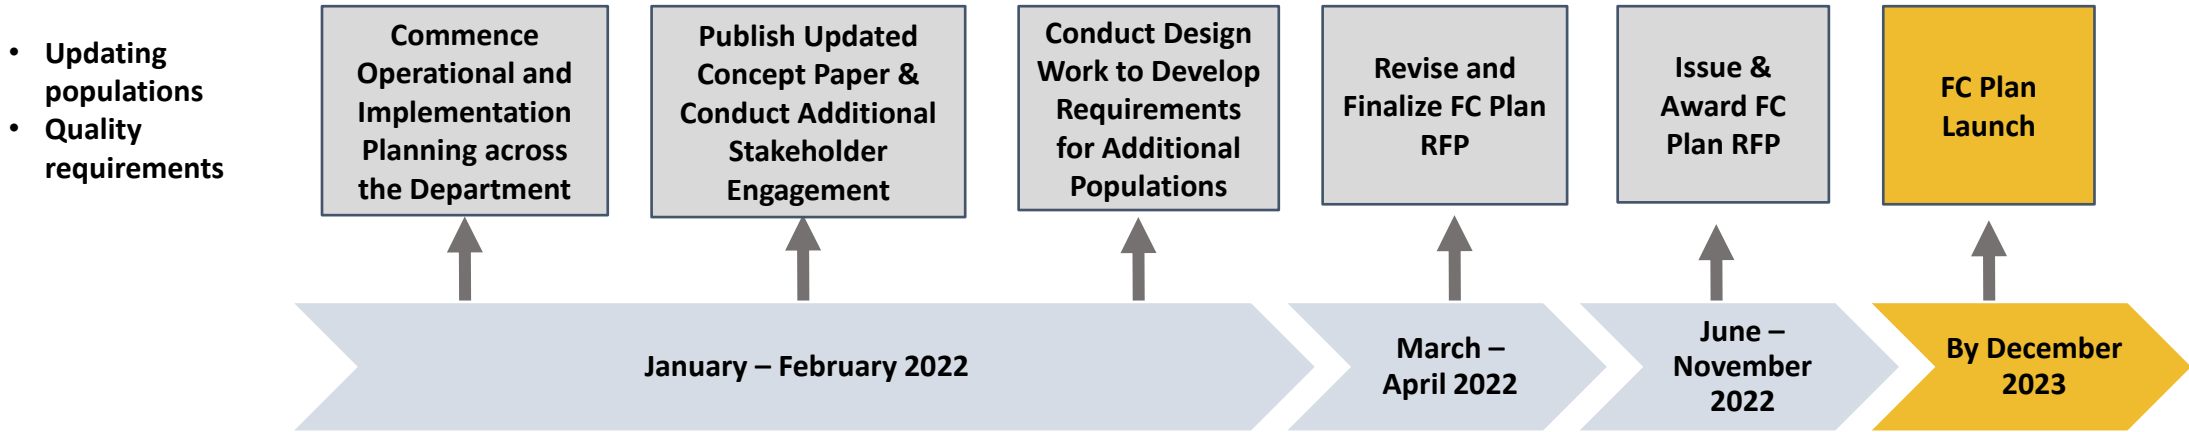 • Updating
populations
• Quality
requirements
Commence
Operational and
Implementation
Planning across
the Department
Publish Updated
Concept Paper &
Conduct Additional
Stakeholder
Engagement
Conduct Design
Work to Develop
Requirements
for Additional
Populations
Revise and
Finalize FC Plan
RFP
Issue &
Award FC
Plan RFP
FC Plan
Launch
January – February 2022
March –
April 2022
June –
November
2022
By December
2023